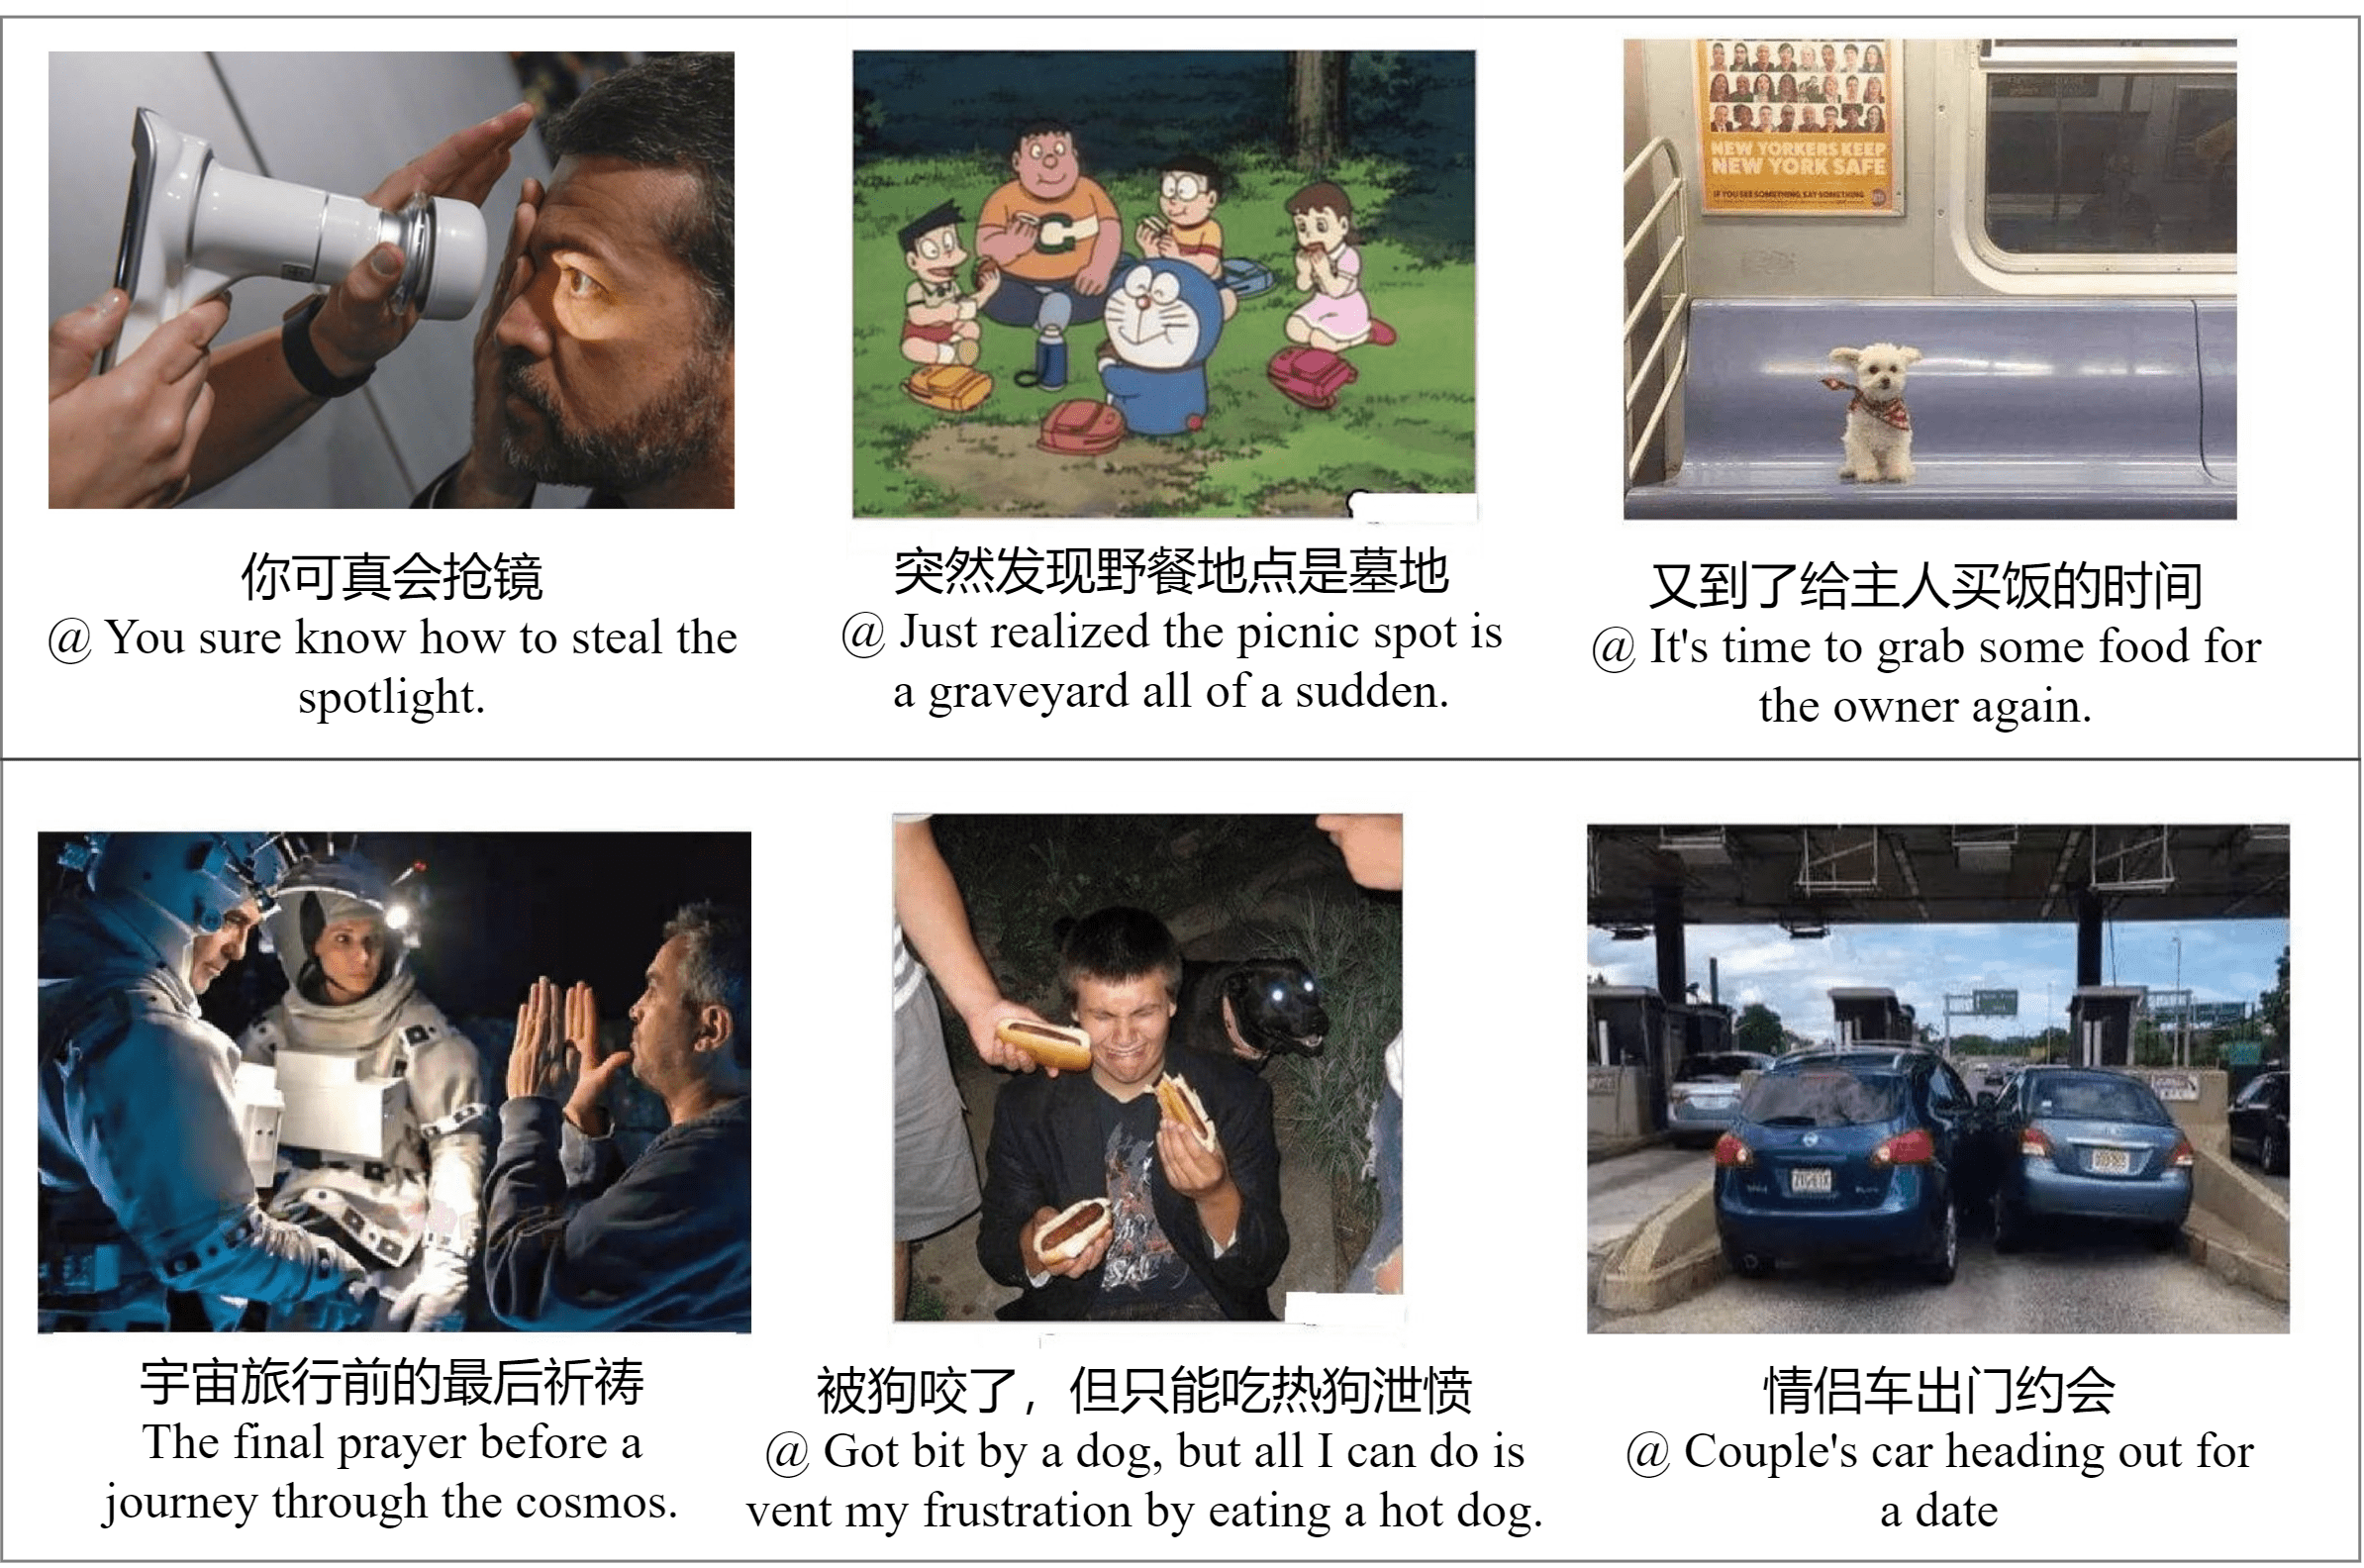 NEW YORKERS KEEP
NEW YORK SAFE
IF YOU SEE SOMETHING, SAY SOMETHING
C
你可真会抢镜
@ You sure know how to steal the
spotlight.
突然发现野餐地点是墓地
@ Just realized the picnic spot is
a graveyard all of a sudden.
又到了给主人买饭的时间
@ It's time to grab some food for
the owner again.
宇宙旅行前的最后祈祷
The final prayer before a
journey through the cosmos.
被狗咬了，但只能吃热狗泄愤
@ Got bit by a dog, but all I can do is
vent my frustration by eating a hot dog.
情侣车出门约会
@ Couple's car heading out for
a date